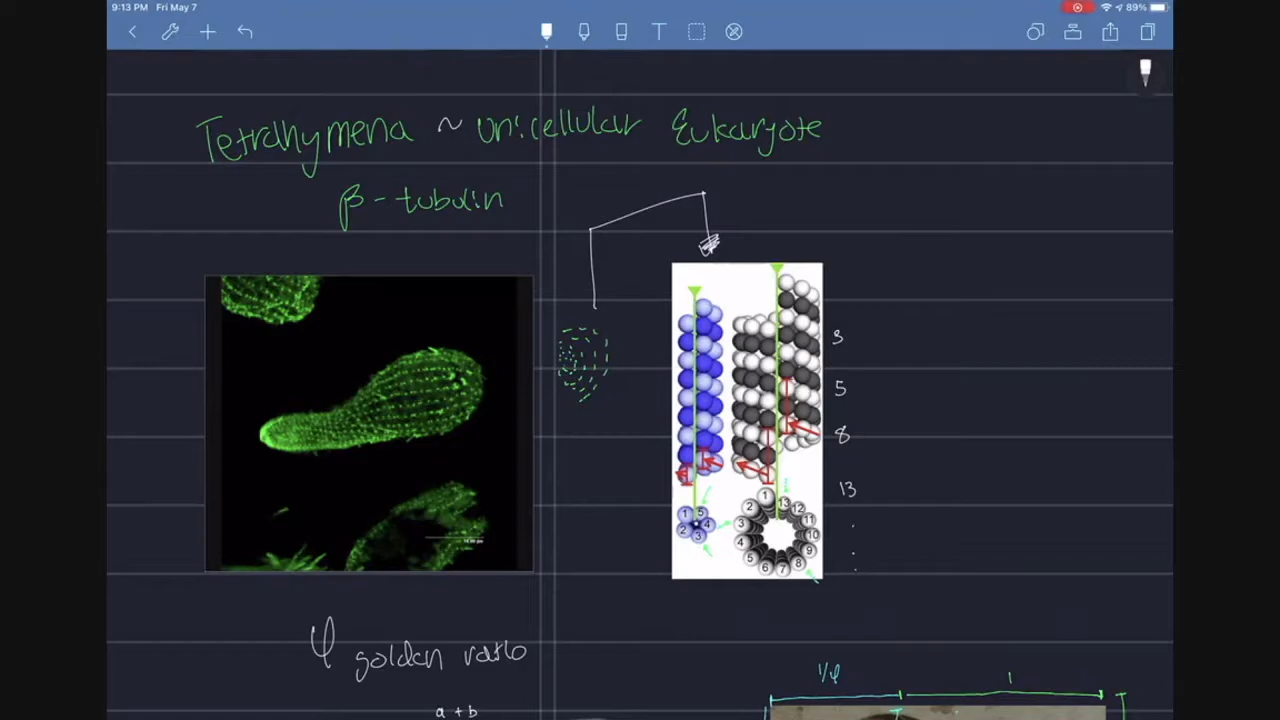 9:13 PM Fri May 7
89%
T
Tetrahymena ~ Unicellular Eukaryote
β - tubulin
3
5
8
13
.
.
.
1 5
2 4
3
1 13 12
2 11
3 10
4 9
5 8
6 7
φ golden ratio
1/φ 1
a + b